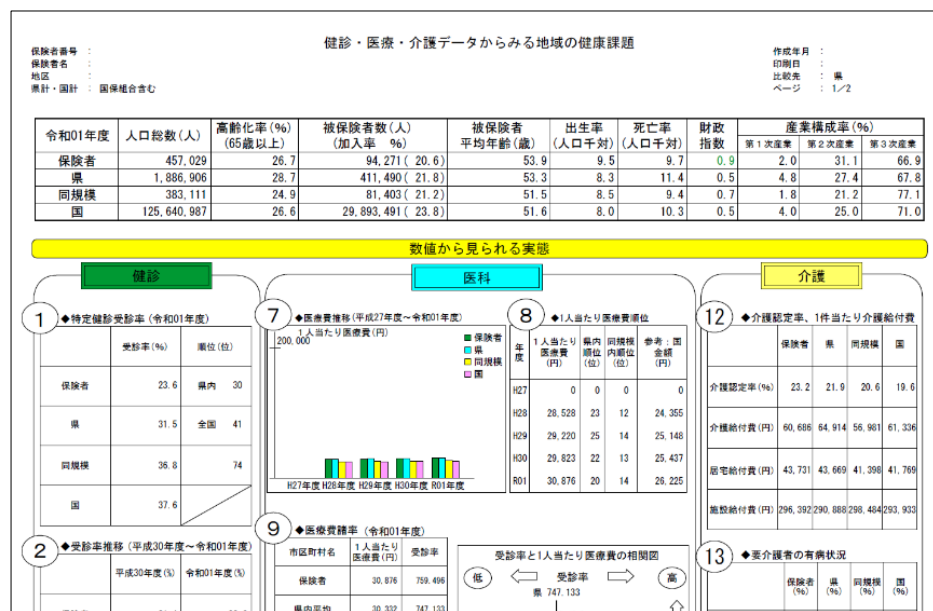 健診・医療・介護データからみる地域の健康課題
保険者番号 :
保険者名 :
地区 :
県計・国計 : 国保組合含む
作成年月 :
印刷日 :
比較先 : 県
ページ : 1/2
令和01年度 人口総数(人) 高齢化率(%) (65歳以上) 被保険者数(人) (加入率 %) 被保険者 平均年齢(歳) 出生率 (人口千対) 死亡率 (人口千対) 財政 指数 産業構成率(%) 第1次産業 第2次産業 第3次産業
保険者 457,029 26.7 94,271( 20.6) 53.9 9.5 9.7 0.9 2.0 31.1 66.9
県 1,886,906 28.7 411,490( 21.8) 53.3 8.3 11.4 0.5 4.8 27.4 67.8
同規模 383,111 24.9 81,403( 21.2) 51.5 8.5 9.4 0.7 1.8 21.2 77.1
国 125,640,987 26.6 29,893,491( 23.8) 51.6 8.0 10.3 0.5 4.0 25.0 71.0
数値から見られる実態
健診
1 ◆特定健診受診率(令和01年度)
受診率(%) 順位(位)
保険者 23.6 県内 30
県 31.5 全国 41
同規模 36.8 74
国 37.6
2 ◆受診率推移(平成30年度~令和01年度)
平成30年度(%) 令和01年度(%)
医科
7 ◆医療費推移(平成27年度~令和01年度)
1人当たり医療費(円)
200,000
保険者
県
同規模
国
H27年度 H28年度 H29年度 H30年度 R01年度
8 ◆1人当たり医療費順位
年度 1人当たり医療費(円) 県内順位(位) 同規模内順位(位) 参考:国金額(円)
H27 0 0 0 0
H28 28,528 23 12 24,355
H29 29,220 25 14 25,148
H30 29,823 22 13 25,437
R01 30,876 20 14 26,225
9 ◆医療費諸率 (令和01年度)
市区町村名 1人当たり医療費(円) 受診率
保険者 30,876 759.496
県内平均 30,332 747.133
受診率と1人当たり医療費の相関図
低 受診率 高
県 747.133
介護
12 ◆介護認定率、1件当たり介護給付費
保険者 県 同規模 国
介護認定率(%) 23.2 21.9 20.6 19.6
介護給付費(円) 60,686 64,914 56,981 61,336
居宅給付費(円) 43,731 43,669 41,398 41,769
施設給付費(円) 296,392 290,888 298,484 293,933
13 ◆要介護者の有病状況
保険者(%) 県(%) 同規模(%) 国(%)